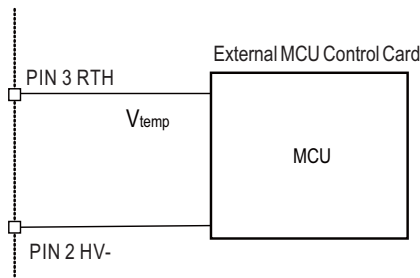 External MCU Control Card
PIN 3 RTH
Vtemp
MCU
PIN 2 HV-